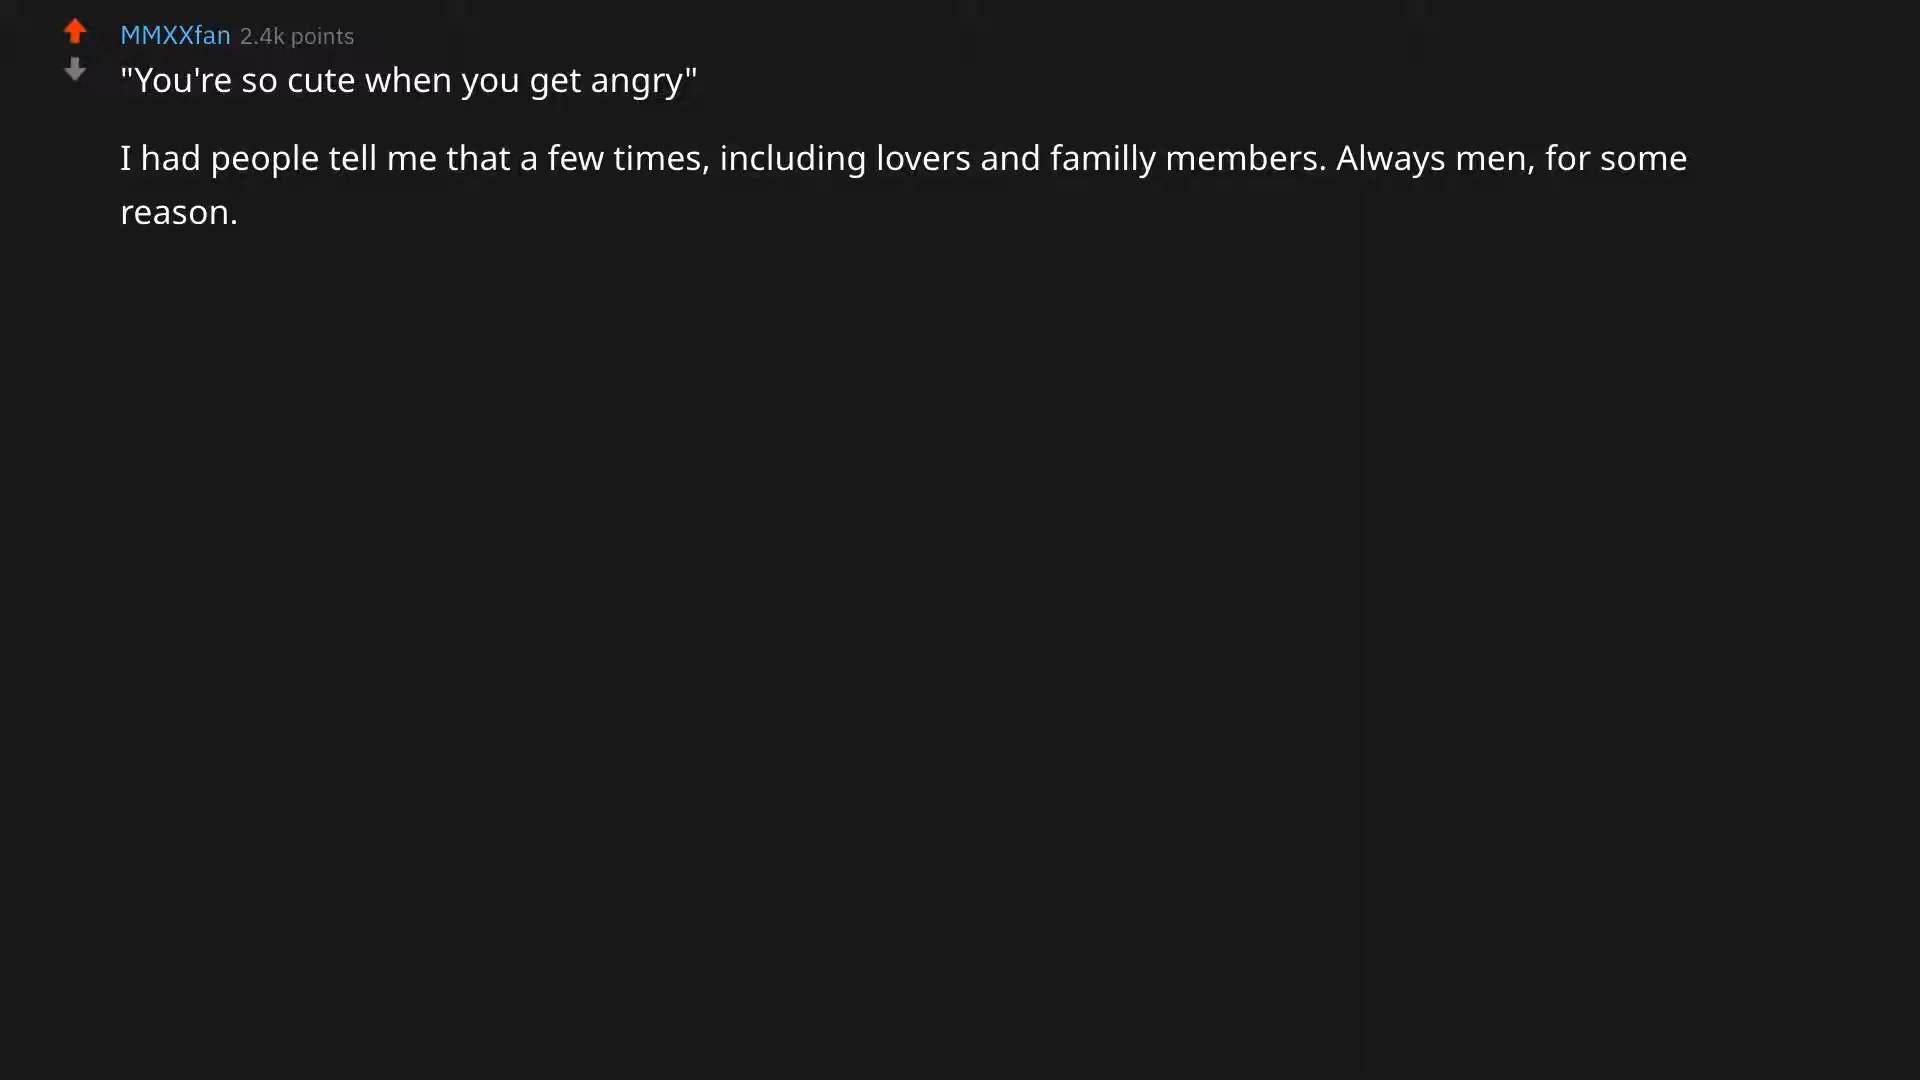 MMXXfan 2.4k points
"You're so cute when you get angry"
I had people tell me that a few times, including lovers and familly members. Always men, for some
reason.